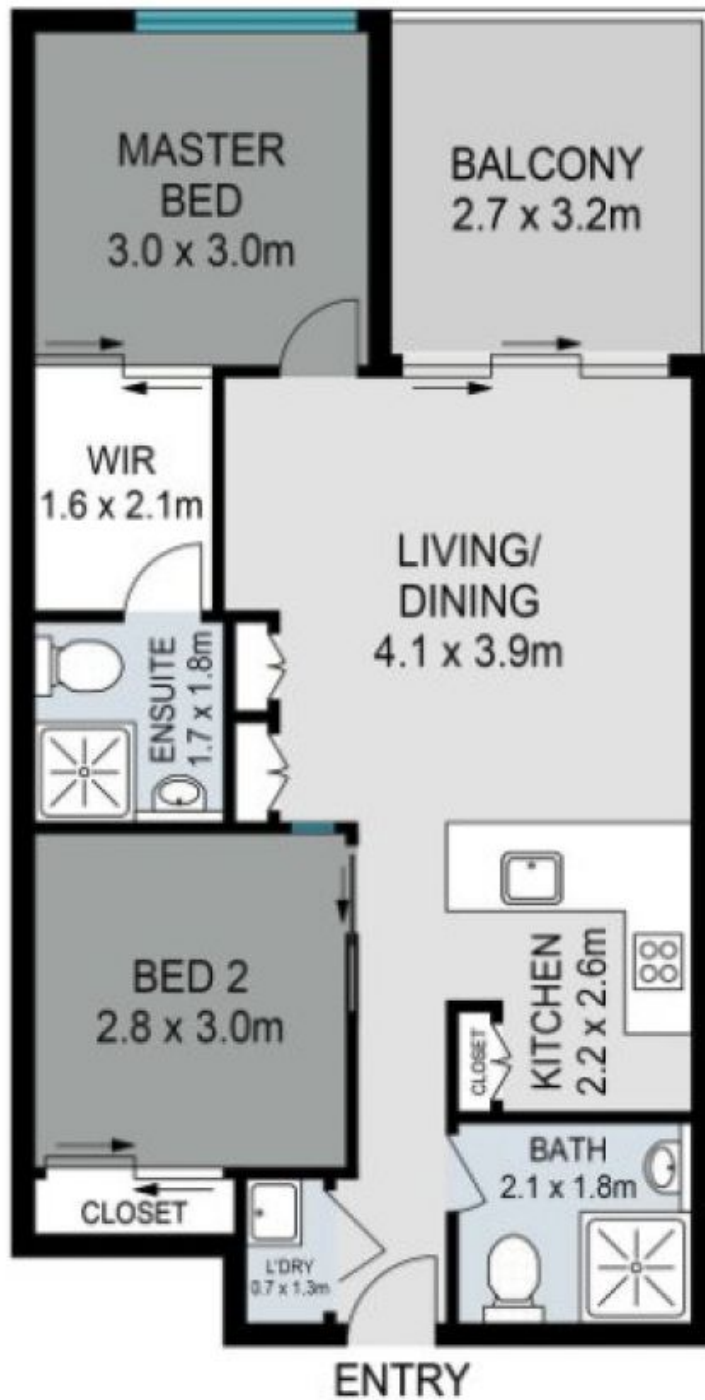 MASTER
BED
3.0 x 3.0m
BALCONY
2.7 x 3.2m
WIR
1.6 x 2.1m
LIVING/
DINING
4.1 x 3.9m
ENSUITE
1.7 x 1.8m
BED 2
2.8 x 3.0m
KITCHEN
2.2 x 2.6m
CLOSET
BATH
2.1 x 1.8m
CLOSET
L'DRY
0.7 x 1.3m
ENTRY